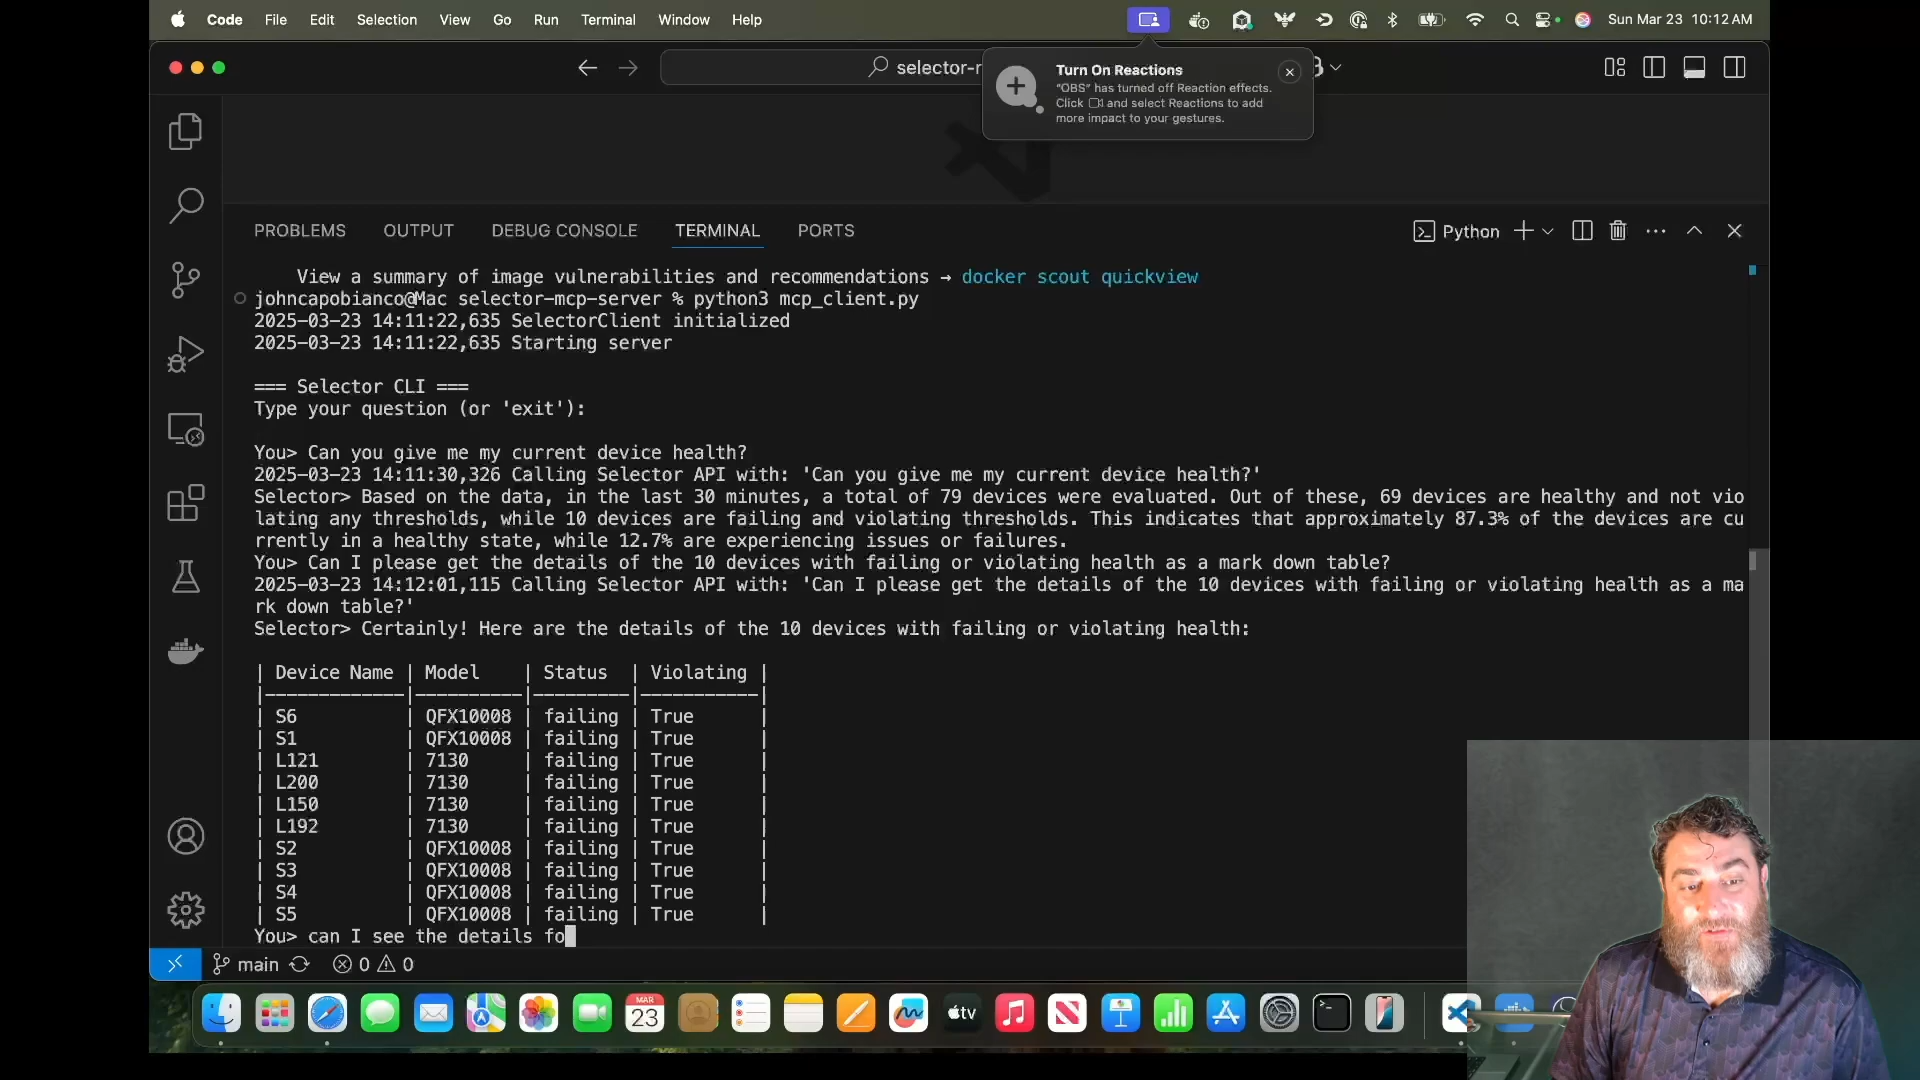 Code File Edit Selection View Go Run Terminal Window Help
Sun Mar 23 10:12 AM
selector-
Turn On Reactions
"OBS" has turned off Reaction effects.
Click and select Reactions to add
more impact to your gestures.
PROBLEMS OUTPUT DEBUG CONSOLE TERMINAL PORTS
Python
View a summary of image vulnerabilities and recommendations → docker scout quickview
johncapobianco@Mac selector-mcp-server % python3 mcp_client.py
2025-03-23 14:11:22,635 SelectorClient initialized
2025-03-23 14:11:22,635 Starting server
=== Selector CLI ===
Type your question (or 'exit'):
You> Can you give me my current device health?
2025-03-23 14:11:30,326 Calling Selector API with: 'Can you give me my current device health?'
Selector> Based on the data, in the last 30 minutes, a total of 79 devices were evaluated. Out of these, 69 devices are healthy and not vio
lating any thresholds, while 10 devices are failing and violating thresholds. This indicates that approximately 87.3% of the devices are cu
rrently in a healthy state, while 12.7% are experiencing issues or failures.
You> Can I please get the details of the 10 devices with failing or violating health as a mark down table?
2025-03-23 14:12:01,115 Calling Selector API with: 'Can I please get the details of the 10 devices with failing or violating health as a ma
rk down table?'
Selector> Certainly! Here are the details of the 10 devices with failing or violating health:
| Device Name | Model | Status | Violating |
|-------------|----------|---------|-----------|
| S6 | QFX10008 | failing | True |
| S1 | QFX10008 | failing | True |
| L121 | 7130 | failing | True |
| L200 | 7130 | failing | True |
| L150 | 7130 | failing | True |
| L192 | 7130 | failing | True |
| S2 | QFX10008 | failing | True |
| S3 | QFX10008 | failing | True |
| S4 | QFX10008 | failing | True |
| S5 | QFX10008 | failing | True |
You> can I see the details fo
main 0 0
MAR
23
tv